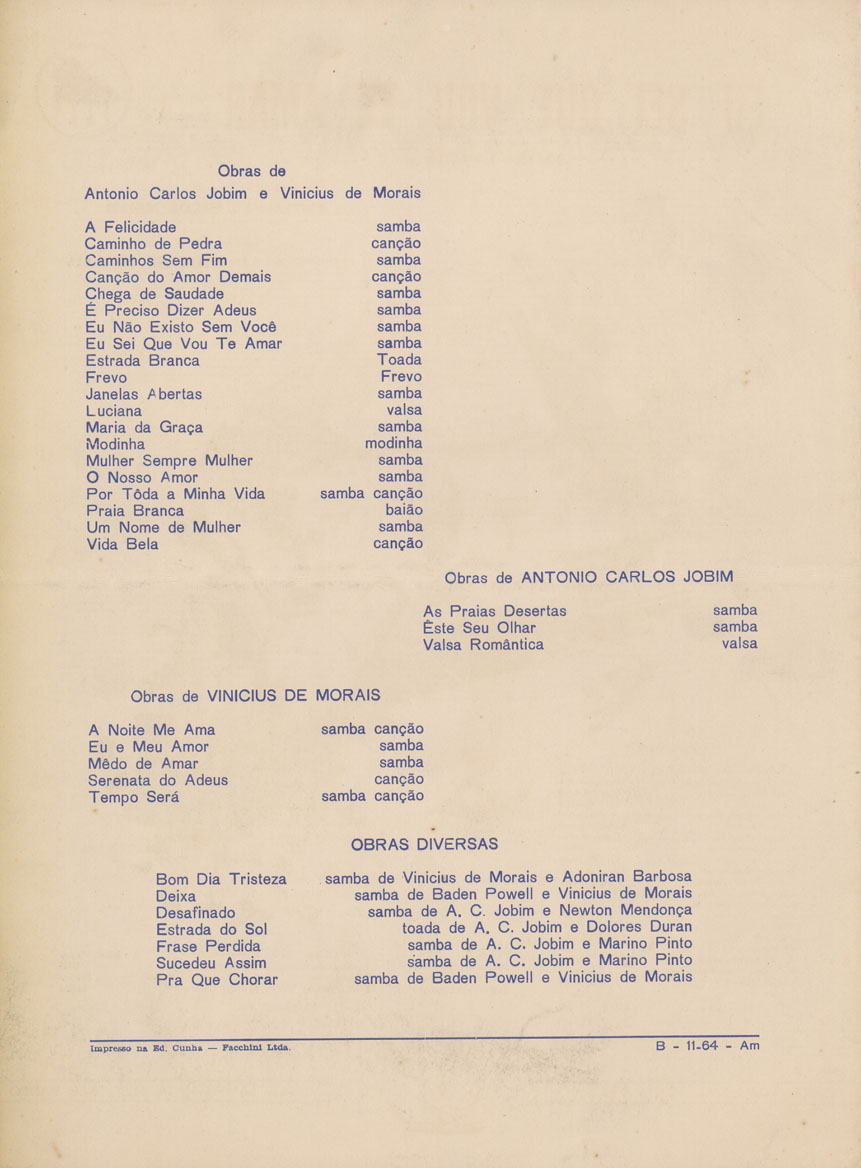 Obras de
Antonio Carlos Jobim e Vinicius de Morais
A Felicidade samba
Caminho de Pedra canção
Caminhos Sem Fim samba
Canção do Amor Demais canção
Chega de Saudade samba
É Preciso Dizer Adeus samba
Eu Não Existo Sem Você samba
Eu Sei Que Vou Te Amar samba
Estrada Branca Toada
Frevo Frevo
Janelas Abertas samba
Luciana valsa
Maria da Graça samba
Modinha modinha
Mulher Sempre Mulher samba
O Nosso Amor samba
Por Tôda a Minha Vida samba canção
Praia Branca baião
Um Nome de Mulher samba
Vida Bela canção
Obras de ANTONIO CARLOS JOBIM
As Praias Desertas samba
Êste Seu Olhar samba
Valsa Romântica valsa
Obras de VINICIUS DE MORAIS
A Noite Me Ama samba canção
Eu e Meu Amor samba
Mêdo de Amar samba
Serenata do Adeus canção
Tempo Será samba canção
OBRAS DIVERSAS
Bom Dia Tristeza samba de Vinicius de Morais e Adoniran Barbosa
Deixa samba de Baden Powell e Vinicius de Morais
Desafinado samba de A. C. Jobim e Newton Mendonça
Estrada do Sol toada de A. C. Jobim e Dolores Duran
Frase Perdida samba de A. C. Jobim e Marino Pinto
Sucedeu Assim samba de A. C. Jobim e Marino Pinto
Pra Que Chorar samba de Baden Powell e Vinicius de Morais
Impresso na Ed. Cunha — Facchini Ltda. B - 11-64 - Am